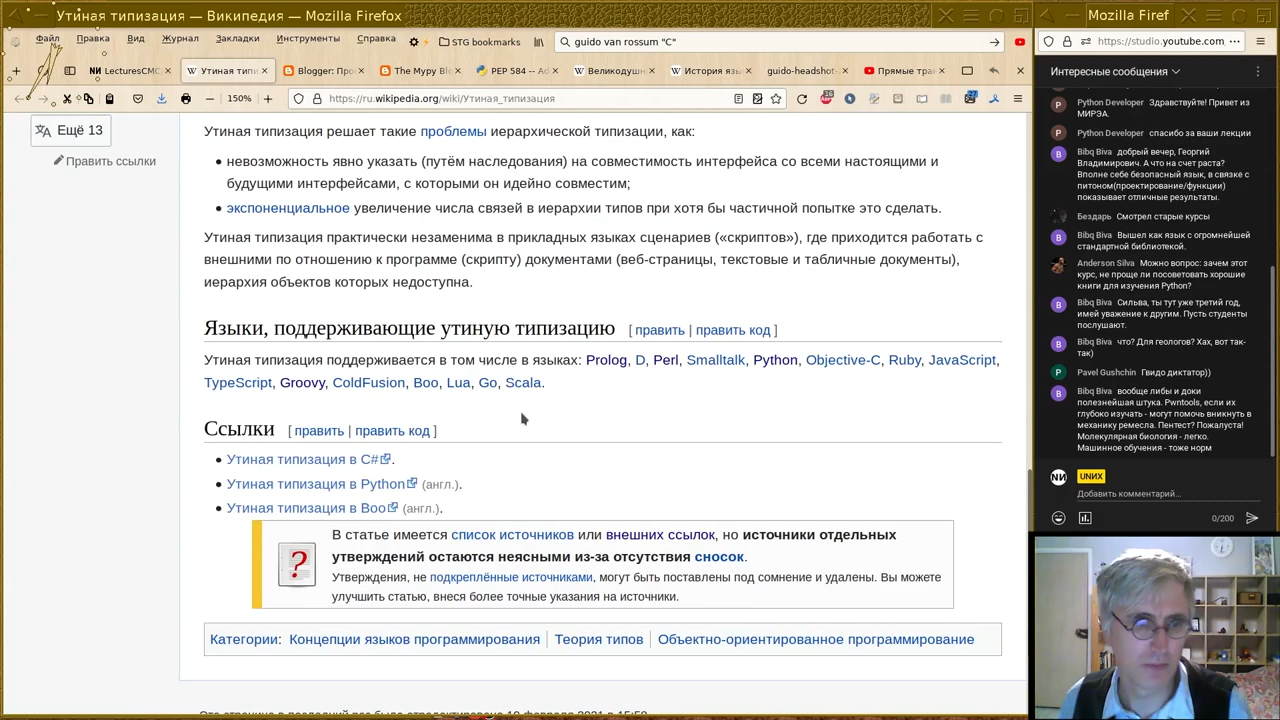 Утиная типизация — Википедия — Mozilla Firefox
Mozilla Firef
Файл Правка Вид Журнал Закладки Инструменты Справка STG bookmarks guido van rossum "C"
https://studio.youtube.com
LecturesCMC Утиная типи Blogger: Про The Mypy Blo PEP 584 -- Ad Великодуш История язы guido-headshot- Прямые тран
150% https://ru.wikipedia.org/wiki/Утиная_типизация
Ещё 13
Править ссылки
Утиная типизация решает такие проблемы иерархической типизации, как:
невозможность явно указать (путём наследования) на совместимость интерфейса со всеми настоящими и
будущими интерфейсами, с которыми он идейно совместим;
экспоненциальное увеличение числа связей в иерархии типов при хотя бы частичной попытке это сделать.
Утиная типизация практически незаменима в прикладных языках сценариев («скриптов»), где приходится работать с
внешними по отношению к программе (скрипту) документами (веб-страницы, текстовые и табличные документы),
иерархия объектов которых недоступна.
Языки, поддерживающие утиную типизацию [ править | править код ]
Утиная типизация поддерживается в том числе в языках: Prolog, D, Perl, Smalltalk, Python, Objective-C, Ruby, JavaScript,
TypeScript, Groovy, ColdFusion, Boo, Lua, Go, Scala.
Ссылки [ править | править код ]
Утиная типизация в C#.
Утиная типизация в Python (англ.).
Утиная типизация в Boo (англ.).
?
В статье имеется список источников или внешних ссылок, но источники отдельных
утверждений остаются неясными из-за отсутствия сносок.
Утверждения, не подкреплённые источниками, могут быть поставлены под сомнение и удалены. Вы можете
улучшить статью, внеся более точные указания на источники.
Категории: Концепции языков программирования | Теория типов | Объектно-ориентированное программирование
Интересные сообщения
Python Developer Здравствуйте! Привет из
МИРЭА.
Python Developer спасибо за ваши лекции
Bibq Biva добрый вечер, Георгий
Владимирович. А что на счет раста?
Вполне себе безопасный язык, в связке с
питоном(проектирование/функции)
показывает отличные результаты.
Бездарь Смотрел старые курсы
Bibq Biva Вышел как язык с огромнейшей
стандартной библиотекой.
Anderson Silva Можно вопрос: зачем этот
курс, не проще ли посоветовать хорошие
книги для изучения Python?
Bibq Biva Сильва, ты тут уже третий год,
имей уважение к другим. Пусть студенты
послушают.
Bibq Biva что? Для геологов? Хах, вот так-
так)
Pavel Gushchin Гвидо диктатор))
Bibq Biva вообще либы и доки
полезнейшая штука. Pwntools, если их
глубоко изучать - могут помочь вникнуть в
механику ремесла. Пентест? Пожалуйста!
Молекулярная биология - легко.
Машинное обучения - тоже норм
UNИX
Добавить комментарий...
0/200